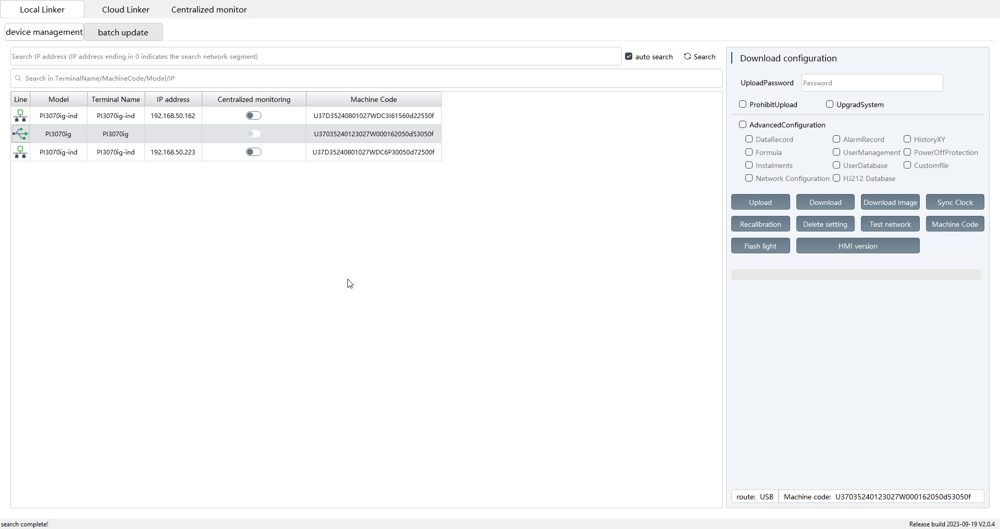 Local Linker Cloud Linker Centralized monitor
device management batch update
Search IP address (IP address ending in 0 indicates the search network segment) auto search Search
Search in TerminalName/MachineCode/Model/IP
Line Model Terminal Name IP address Centralized monitoring Machine Code
PI3070ig-ind PI3070ig-ind 192.168.50.162 U37D35240801027WDC3I61560d22550f
PI3070ig PI3070ig U37035240123027W000162050d53050f
PI3070ig-ind PI3070ig-ind 192.168.50.223 U37D35240801027WDC6P30050d72500f
Download configuration
UploadPassword Password
ProhibitUpload UpgradSystem
AdvancedConfiguration
DataRecord AlarmRecord HistoryXY
Formula UserManagement PowerOffProtection
Instalments UserDatabase Customfile
Network Configuration HJ212 Database
Upload Download Download image Sync Clock
Recalibration Delete setting Test network Machine Code
Flash light HMI version
route: USB Machine code: U37035240123027W000162050d53050f
search complete! Release build 2023-09-19 V2.0.4